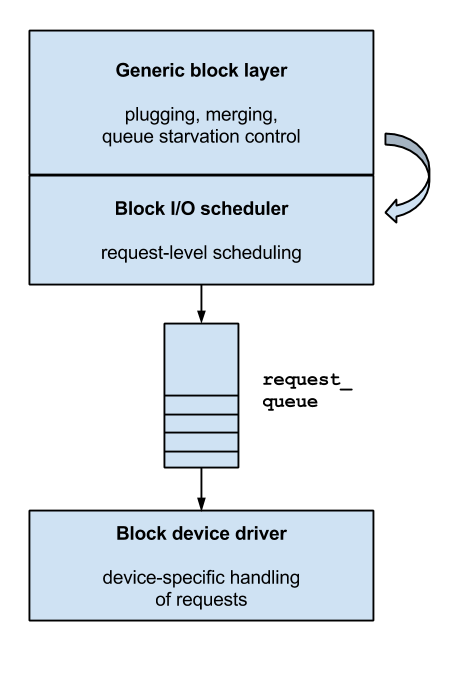 Generic block layer
plugging, merging,
queue starvation control
Block I/O scheduler
request-level scheduling
request_
queue
Block device driver
device-specific handling
of requests